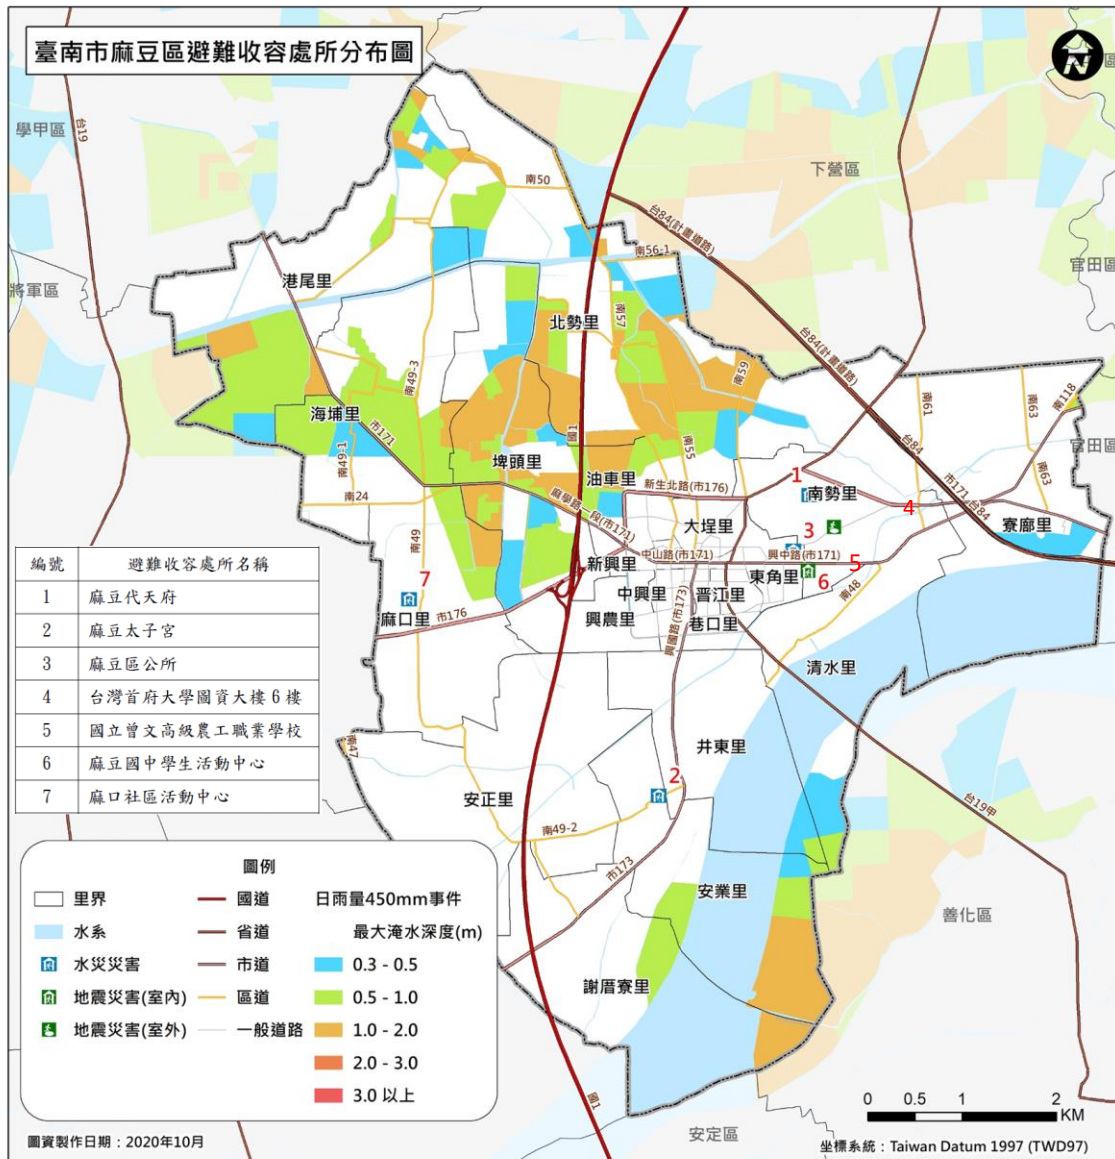 臺南市麻豆區避難收容處所分布圖
N
學甲區
台19
下營區
區
南50
台84(計畫道路)
南56-1
官田區
將軍區
港尾里
南57
北勢里
台84(計畫道路)
南49-3
南59
南61
南63
南118
海埔里
市171
國1
台84
官田區
南49-1
埤頭里
南55
油車里
新生北路(市176)
1
南勢里
市171
台84
南63
南24
麻學路一段(市171)
大埕里
3
4
寮廍里
南49
新興里
中山路(市171)
興中路(市171)
5
7
東角里
6
中興里
晋江里
南48
麻口里
市176
興農里
興國路(市173)
巷口里
清水里
編號 避難收容處所名稱
1 麻豆代天府
2 麻豆太子宮
3 麻豆區公所
4 台灣首府大學圖資大樓6樓
5 國立曾文高級農工職業學校
6 麻豆國中學生活動中心
7 麻口社區活動中心
南47
井東里
2
安正里
台19甲
南49-2
市173
安業里
善化區
謝厝寮里
國1
安定區
圖例
里界
國道
日雨量450mm事件
水系
省道
最大淹水深度(m)
水災災害
市道
0.3 - 0.5
地震災害(室內)
區道
0.5 - 1.0
地震災害(室外)
一般道路
1.0 - 2.0
2.0 - 3.0
3.0 以上
0 0.5 1 2
KM
圖資製作日期：2020年10月
坐標系統：Taiwan Datum 1997 (TWD97)